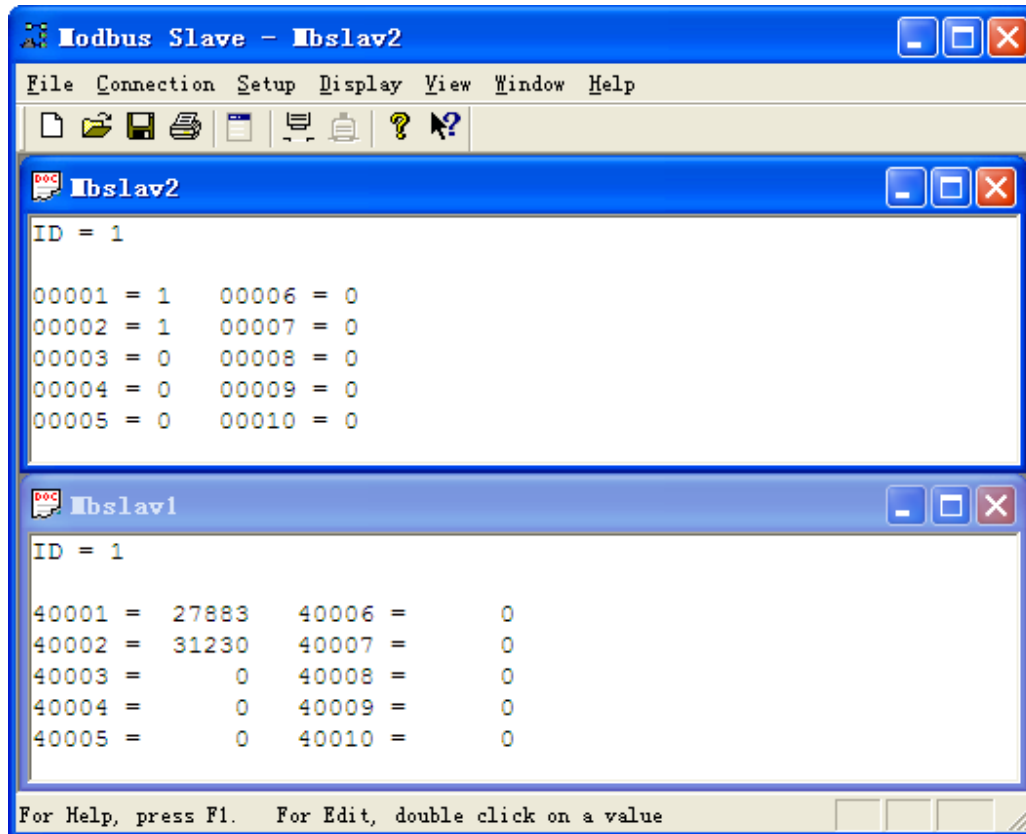 Modbus Slave - Mbslav2
File Connection Setup Display View Window Help
Mbslav2
ID = 1
00001 = 1 00006 = 0
00002 = 1 00007 = 0
00003 = 0 00008 = 0
00004 = 0 00009 = 0
00005 = 0 00010 = 0
Mbslav1
ID = 1
40001 = 27883 40006 = 0
40002 = 31230 40007 = 0
40003 = 0 40008 = 0
40004 = 0 40009 = 0
40005 = 0 40010 = 0
For Help, press F1. For Edit, double click on a value